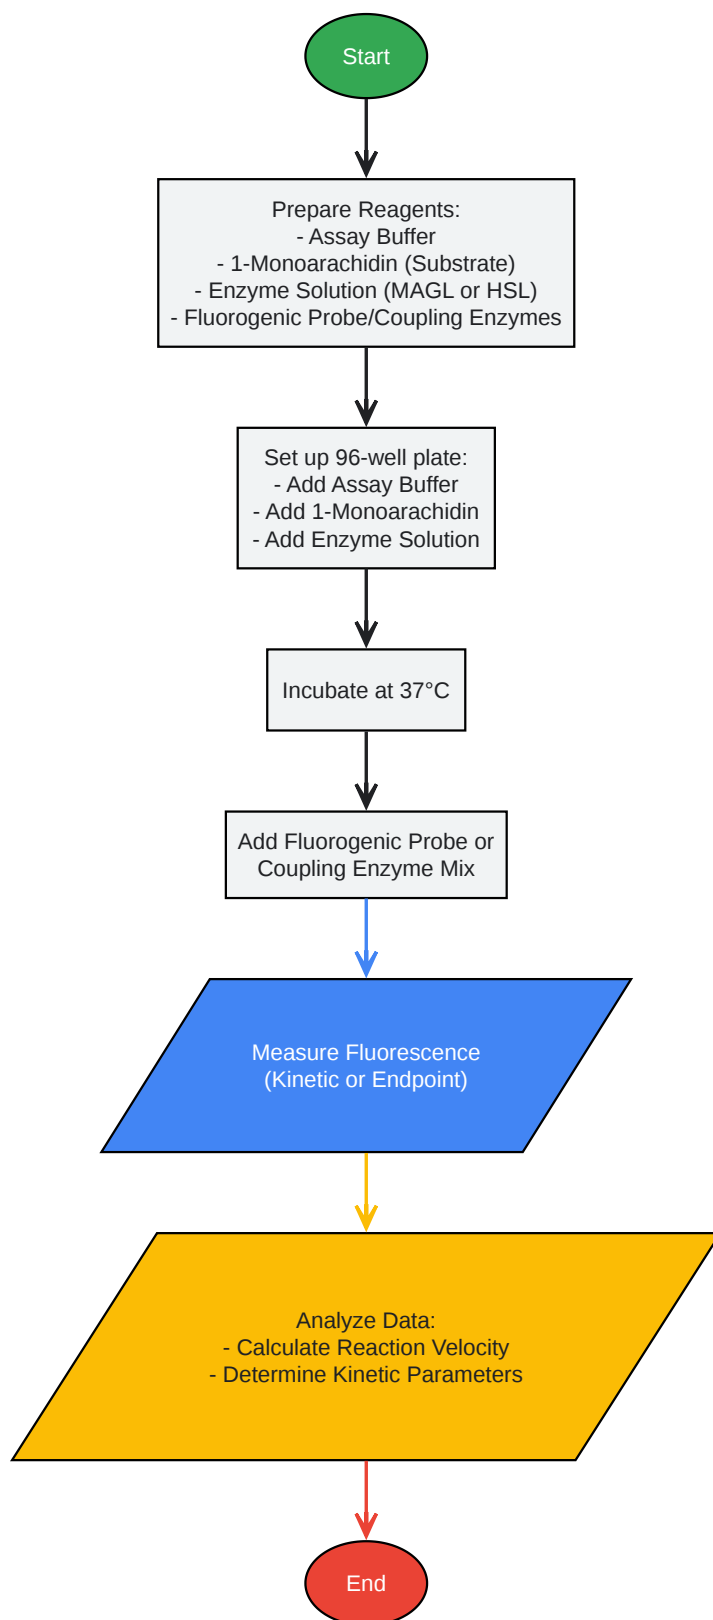 Start
Prepare Reagents:
- Assay Buffer
- 1-Monoarachidin (Substrate)
- Enzyme Solution (MAGL or HSL)
- Fluorogenic Probe/Coupling Enzymes
Set up 96-well plate:
- Add Assay Buffer
- Add 1-Monoarachidin
- Add Enzyme Solution
Incubate at 37°C
Add Fluorogenic Probe or
Coupling Enzyme Mix
Measure Fluorescence
(Kinetic or Endpoint)
Analyze Data:
- Calculate Reaction Velocity
- Determine Kinetic Parameters
End